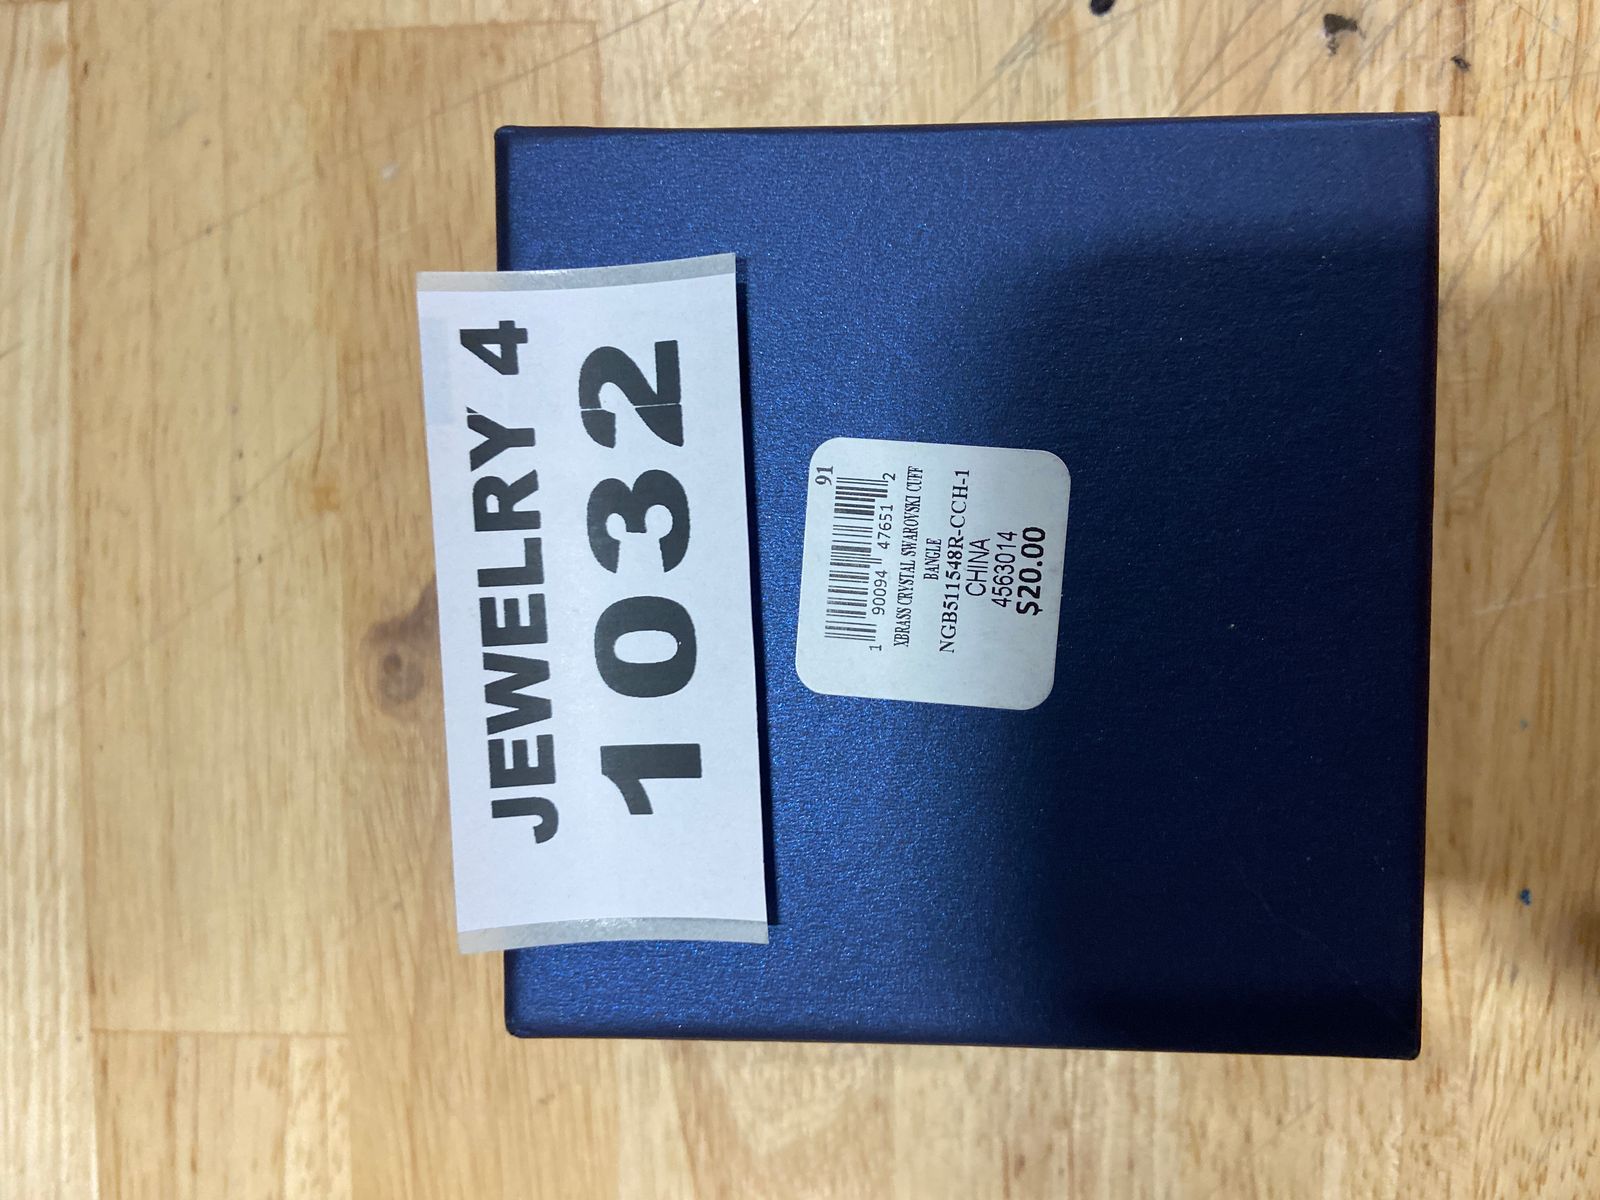 JEWELRY 4
1032
91
1 90094 47651 2
XBRASS CRYSTAL SWAROVSKI CUFF
BANGLE
NGB511548R-CCH-1
CHINA
4563014
$20.00